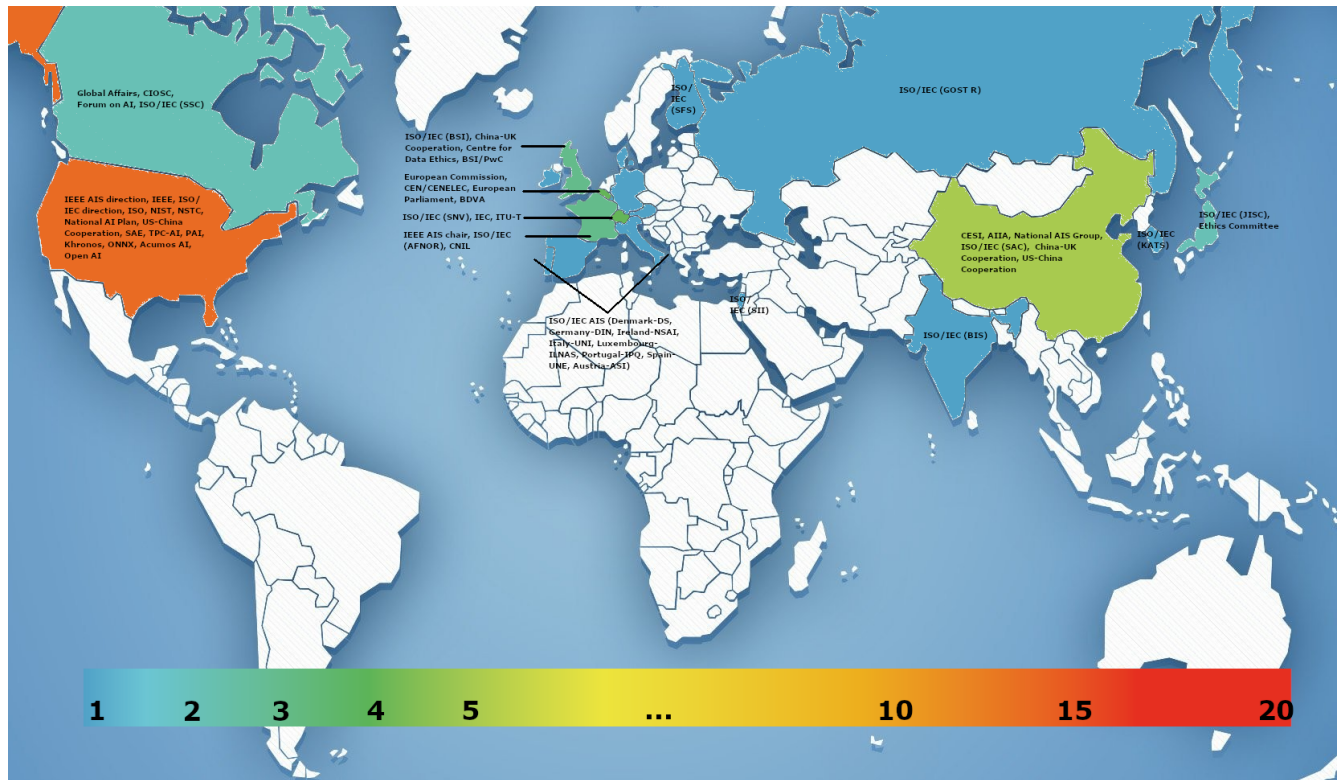 Global Affairs, CIOSC,
Forum on AI, ISO/IEC (SSC)
IEEE AIS direction, IEEE, ISO/
IEC direction, ISO, NIST, NSTC,
National AI Plan, US-China
Cooperation, SAE, TPC-AI, PAI,
Khronos, ONNX, Acumos AI,
Open AI
ISO/IEC (BSI), China-UK
Cooperation, Centre for
Data Ethics, BSI/PwC
European Commission,
CEN/CENELEC, European
Parliament, BDVA
ISO/IEC (SNV), IEC, ITU-T
IEEE AIS chair, ISO/IEC
(AFNOR), CNIL
ISO/IEC AIS (Denmark-DS,
Germany-DIN, Ireland-NSAI,
Italy-UNI, Luxembourg-
ILNAS, Portugal-IPQ, Spain-
UNE, Austria-ASI)
ISO/
IEC
(SFS)
ISO/IEC (GOST R)
ISO/
IEC (SII)
ISO/IEC (BIS)
CESI, AIIA, National AIS Group,
ISO/IEC (SAC), China-UK
Cooperation, US-China
Cooperation
ISO/IEC
(KATS)
ISO/IEC (JISC),
Ethics Committee
1 2 3 4 5 ... 10 15 20